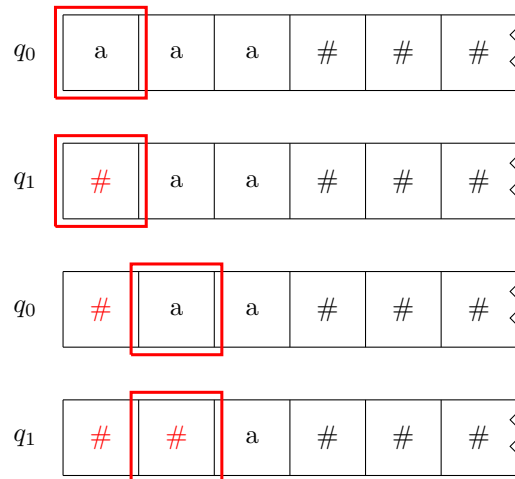 q₀ a a a # # #
q₁ # a a # # #
q₀ # a a # # #
q₁ # # a # # #